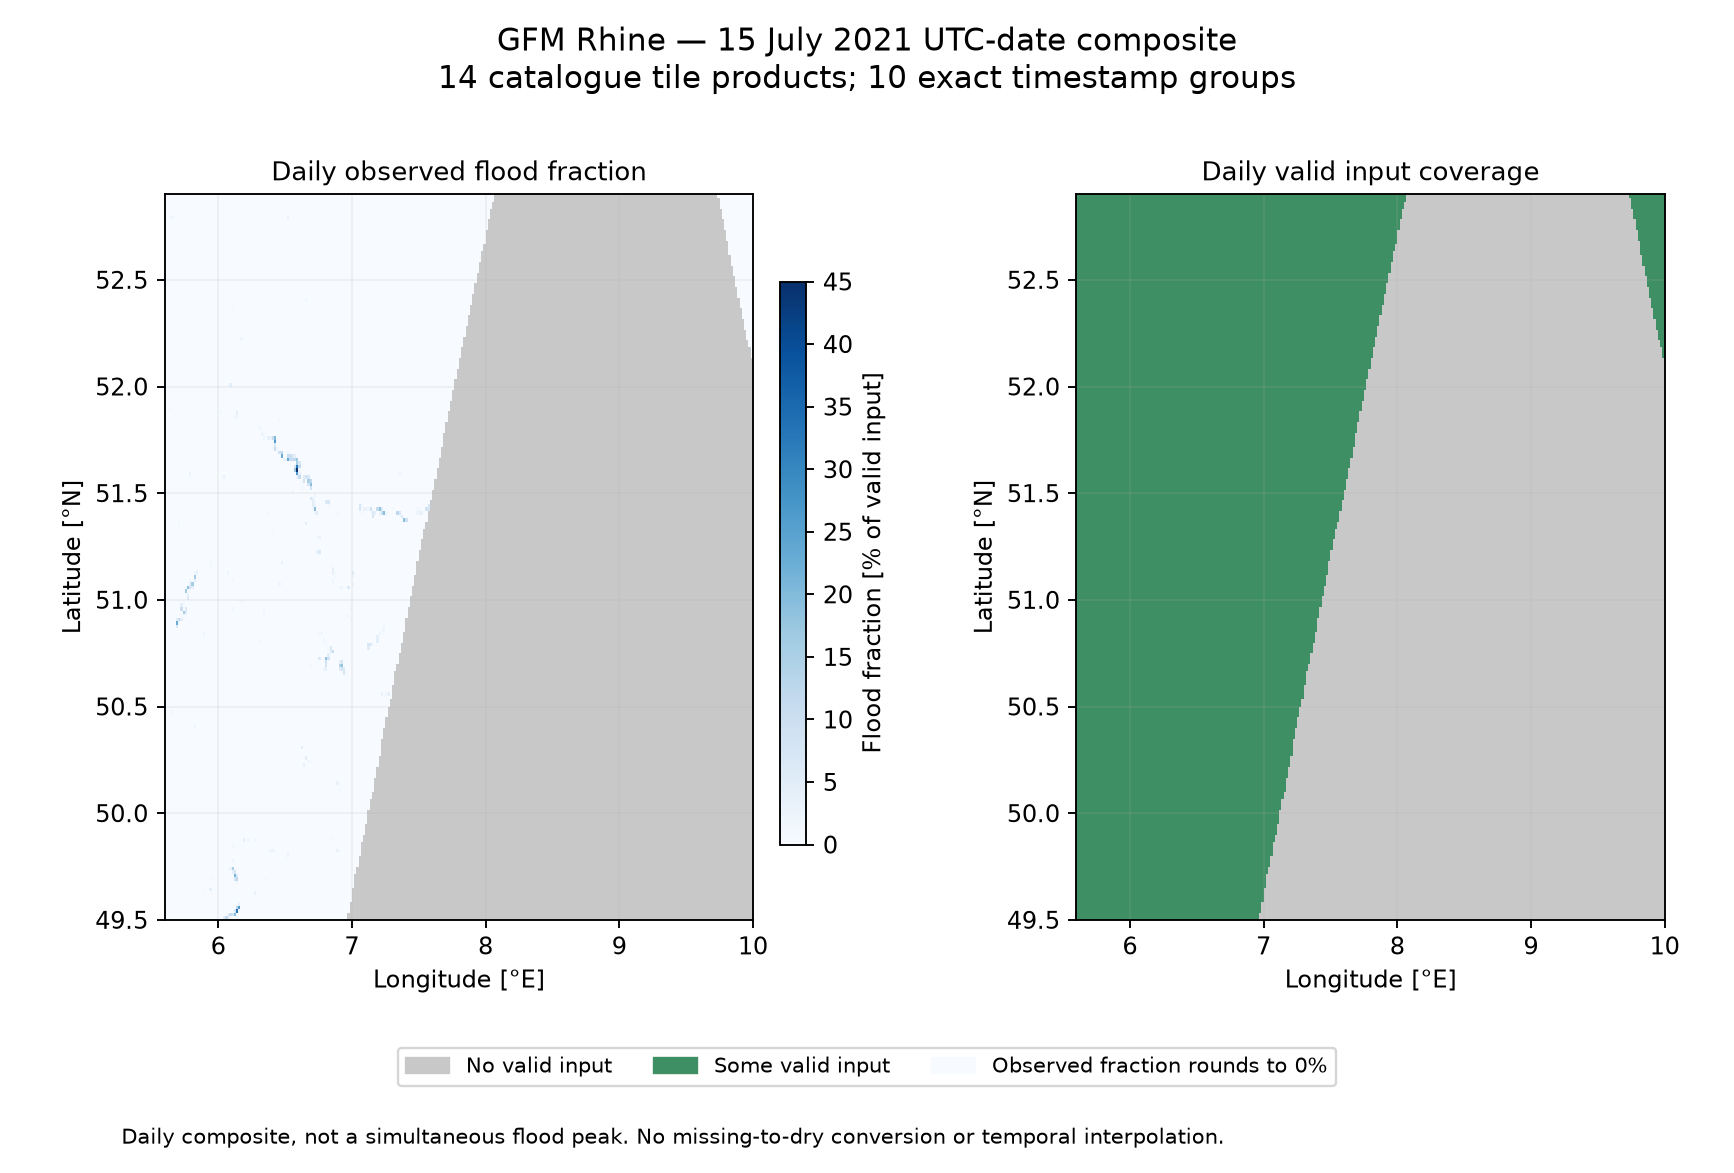 GFM Rhine — 15 July 2021 UTC-date composite
14 catalogue tile products; 10 exact timestamp groups
Daily observed flood fraction
52.5
52.0
51.5
51.0
50.5
50.0
49.5
Latitude [°N]
6
7
8
9
10
Longitude [°E]
45
40
35
30
25
20
15
10
5
0
Flood fraction [% of valid input]
Daily valid input coverage
52.5
52.0
51.5
51.0
50.5
50.0
49.5
Latitude [°N]
6
7
8
9
10
Longitude [°E]
No valid input
Some valid input
Observed fraction rounds to 0%
Daily composite, not a simultaneous flood peak. No missing-to-dry conversion or temporal interpolation.